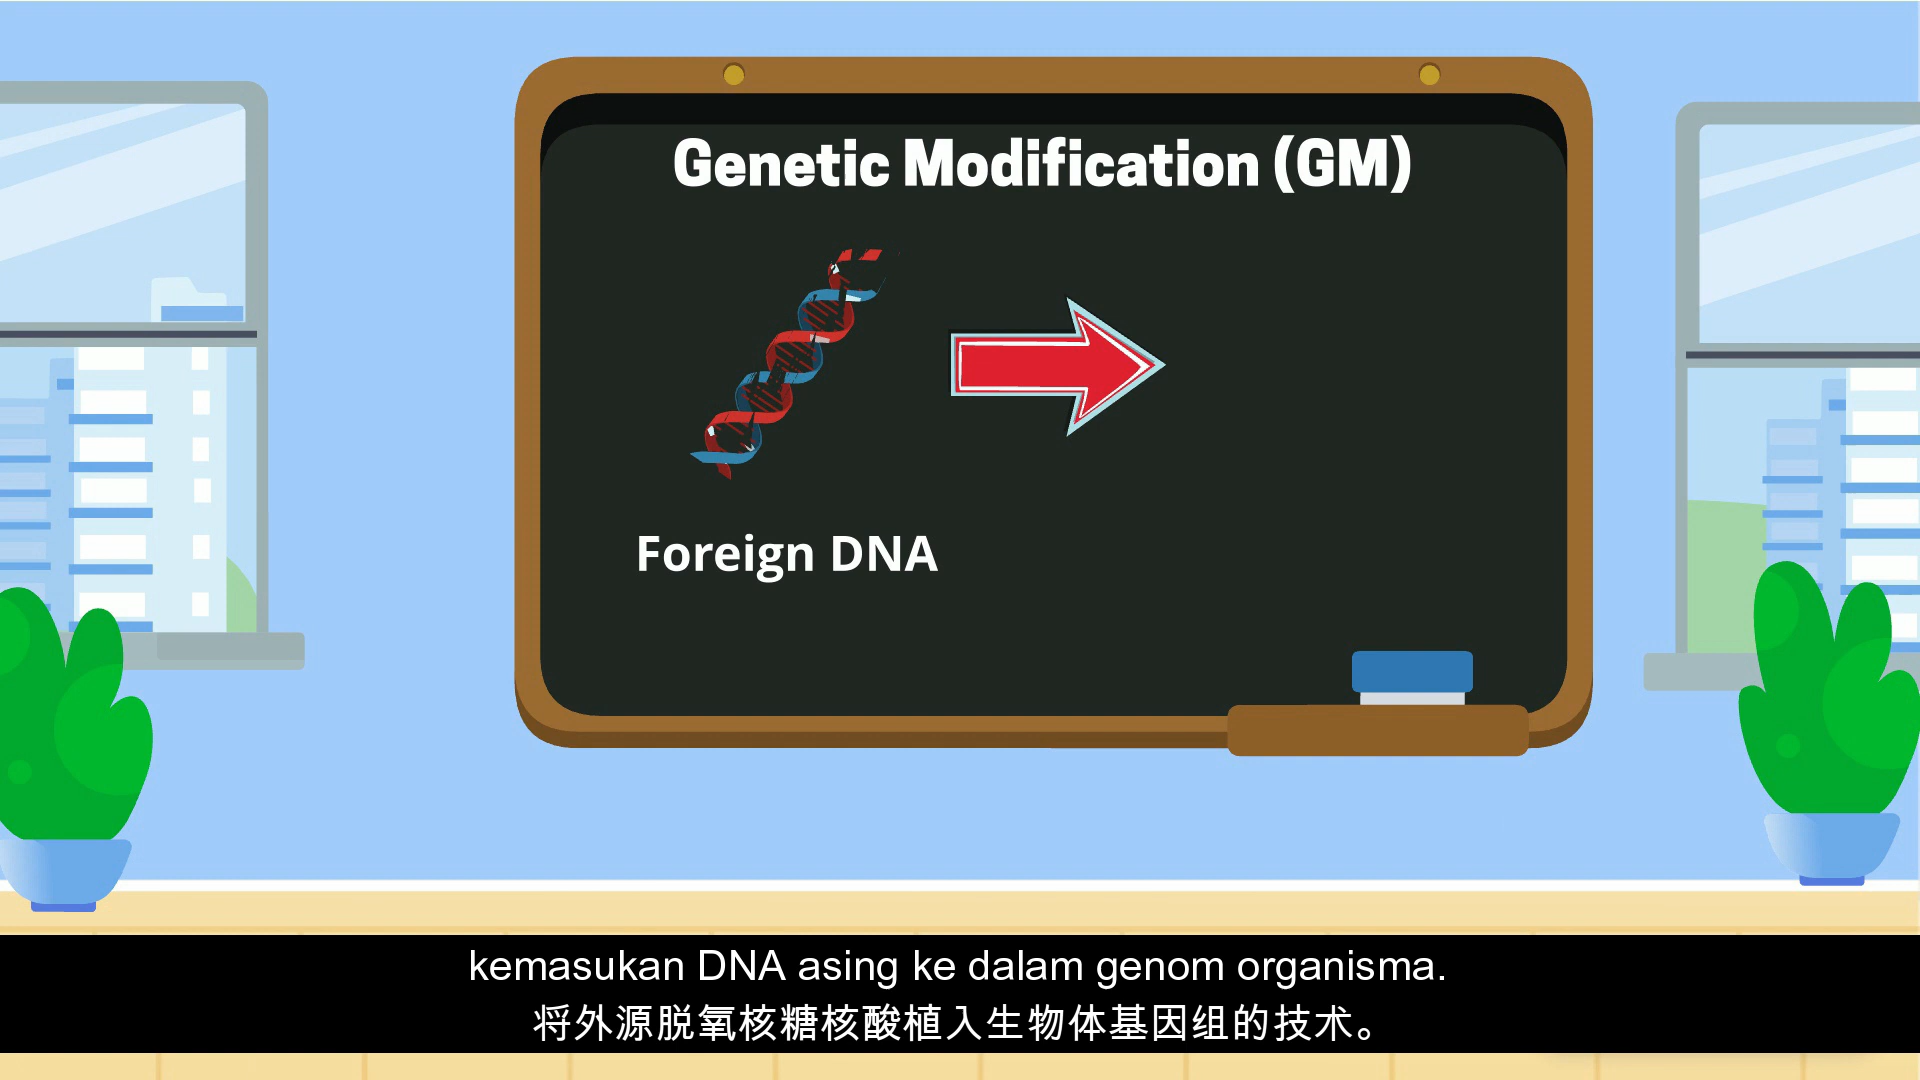 Genetic Modification (GM)
Foreign DNA
kemasukan DNA asing ke dalam genom organisma.
将外源脱氧核糖核酸植入生物体基因组的技术。